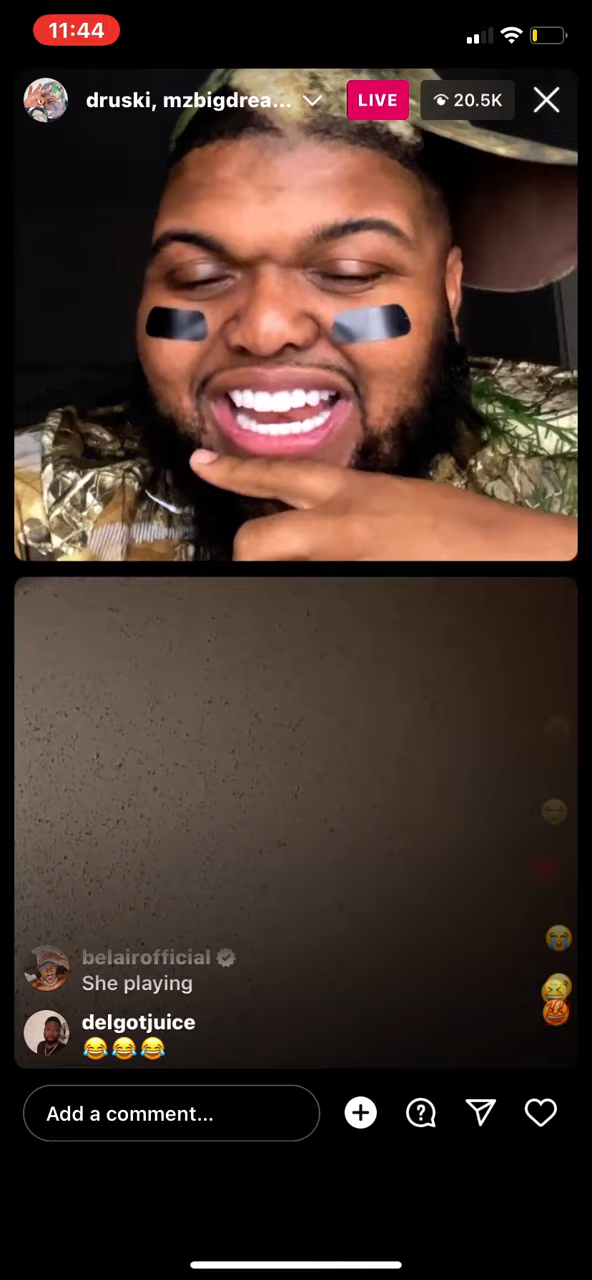 11:44
druski, mzbigdrea...
LIVE
20.5K
belairofficial
She playing
delgotjuice
😂😂😂
Add a comment...